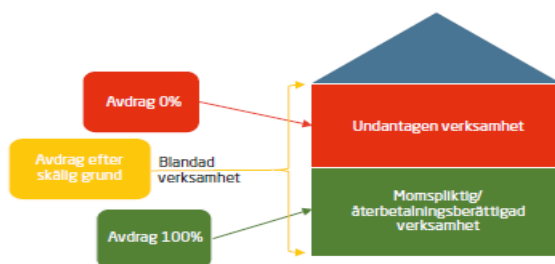 Avdrag 0%
Undantagen verksamhet
Avdrag efter
skälig grund
Blandad
verksamhet
Momspliktig/
återbetalningsberättigad
verksamhet
Avdrag 100%